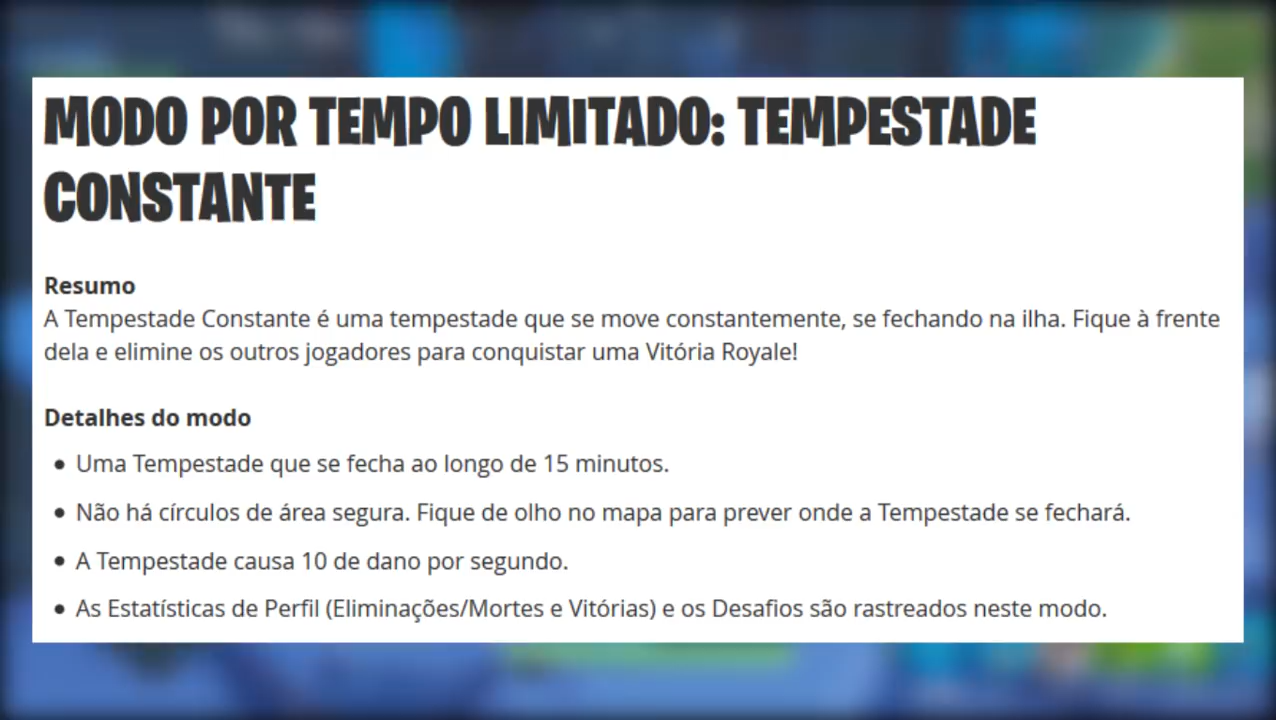 MODO POR TEMPO LIMITADO: TEMPESTADE
CONSTANTE
Resumo
A Tempestade Constante é uma tempestade que se move constantemente, se fechando na ilha. Fique à frente
dela e elimine os outros jogadores para conquistar uma Vitória Royale!
Detalhes do modo
• Uma Tempestade que se fecha ao longo de 15 minutos.
• Não há círculos de área segura. Fique de olho no mapa para prever onde a Tempestade se fechará.
• A Tempestade causa 10 de dano por segundo.
• As Estatísticas de Perfil (Eliminações/Mortes e Vitórias) e os Desafios são rastreados neste modo.